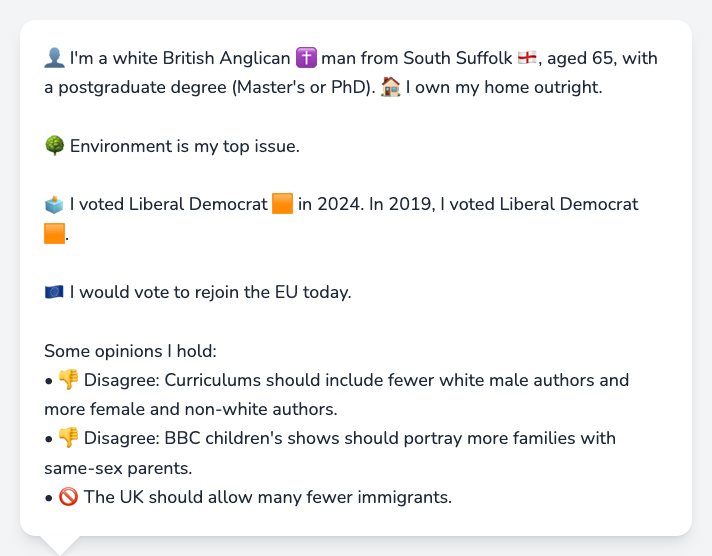 👤 I'm a white British Anglican ✝️ man from South Suffolk 🏴󠁧󠁢󠁥󠁮󠁧󠁿, aged 65, with
a postgraduate degree (Master's or PhD). 🏠 I own my home outright.
🌳 Environment is my top issue.
🗳️ I voted Liberal Democrat 🟧 in 2024. In 2019, I voted Liberal Democrat
🟧.
🇪🇺 I would vote to rejoin the EU today.
Some opinions I hold:
• 👎 Disagree: Curriculums should include fewer white male authors and
more female and non-white authors.
• 👎 Disagree: BBC children's shows should portray more families with
same-sex parents.
• 🚫 The UK should allow many fewer immigrants.